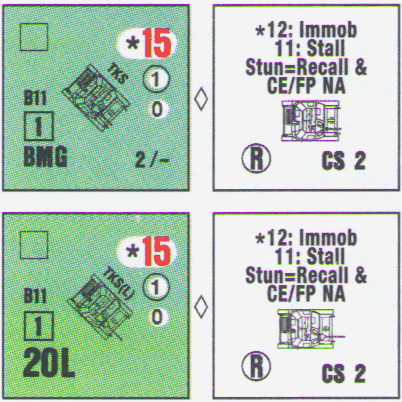 *15
TKS
1
0
B11
1
BMG 2/-
*12: Immob
11: Stall
Stun=Recall &
CE/FP NA
R CS 2
*15
TKS(L)
1
0
B11
1
20L
*12: Immob
11: Stall
Stun=Recall &
CE/FP NA
R CS 2